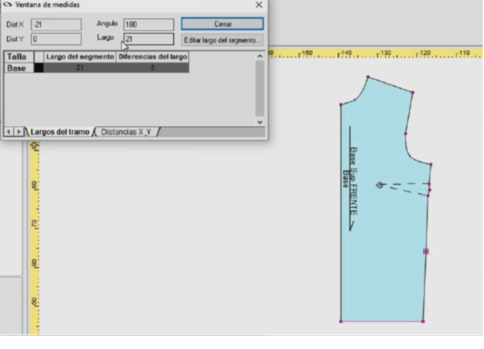 Ventana de medidas
Dist X -21 Angulo 180 Cerrar
Dist Y 0 Largo 21 Editar largo del segmento...
Talla Largo del segmento Diferencias del largo
Base 21 0
Largos del tramo Distancias X_Y
-150 -140 -130 -120 -110 -100
Base Sup FRENTE
Base